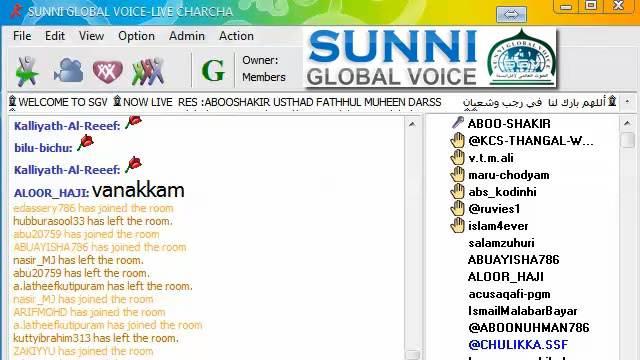 SUNNI GLOBAL VOICE-LIVE CHARCHA
File Edit View Option Admin Action
SUNNI
GLOBAL VOICE
SUNNI GLOBAL VOICE
G
Owner:
Members
WELCOME TO SGV NOW LIVE RES :ABOOSHAKIR USTHAD FATHHUL MUHEEN DARSS أللهم بارك لنا في رجب وشعبان
Kalliyath-Al-Reeef:
bilu-bichu:
Kalliyath-Al-Reeef:
ALOOR_HAJI: vanakkam
edassery786 has joined the room
hubburasool33 has left the room.
abu20759 has joined the room
ABUAYISHA786 has joined the room
nasir_MJ has left the room.
abu20759 has left the room.
a.latheefkutipuram has left the room.
nasir_MJ has joined the room
ARIFMOHD has joined the room
a.latheefkutipuram has joined the room
kuttyibrahim313 has left the room.
ZAKIYYU has joined the room
ABOO-SHAKIR
@KCS-THANGAL-W...
v.t.m.ali
maru-chodyam
abs_kodinhi
@ruvies1
islam4ever
salamzuhuri
ABUAYISHA786
ALOOR_HAJI
acusaqafi-pgm
IsmailMalabarBayar
@ABOONUHMAN786
@CHULIKKA.SSF